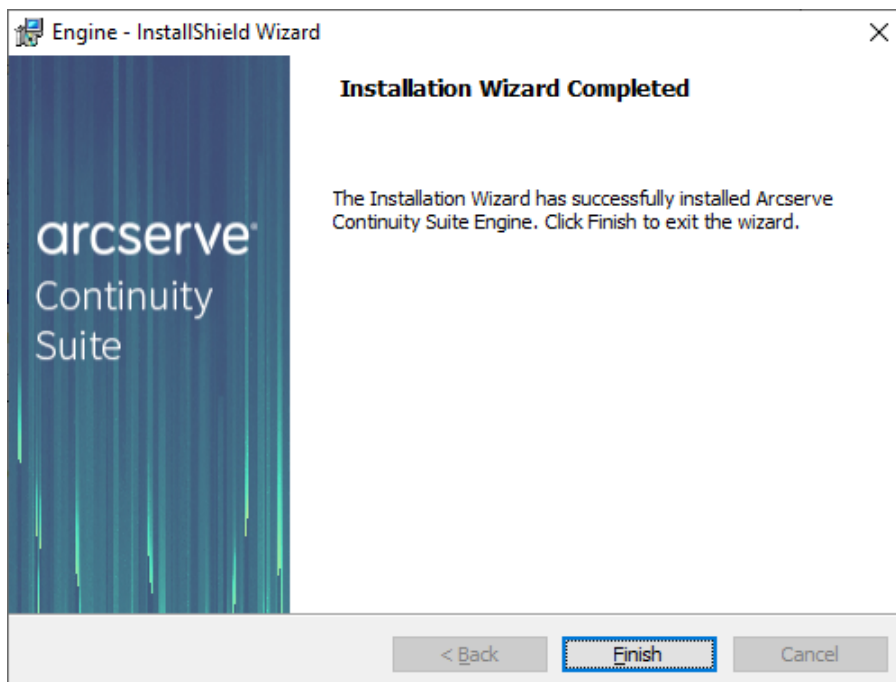 Engine - InstallShield Wizard
Installation Wizard Completed
The Installation Wizard has successfully installed Arcserve
Continuity Suite Engine. Click Finish to exit the wizard.
arcserve®
Continuity
Suite
< Back
Finish
Cancel